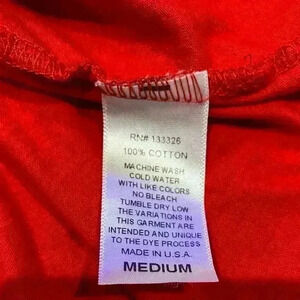 RN# 133326
100% COTTON
MACHINE WASH
COLD WATER
WITH LIKE COLORS
NO BLEACH
TUMBLE DRY LOW
THE VARIATIONS IN
THIS GARMENT ARE
INTENDED AND UNIQUE
TO THE DYE PROCESS
MADE IN U.S.A.
MEDIUM